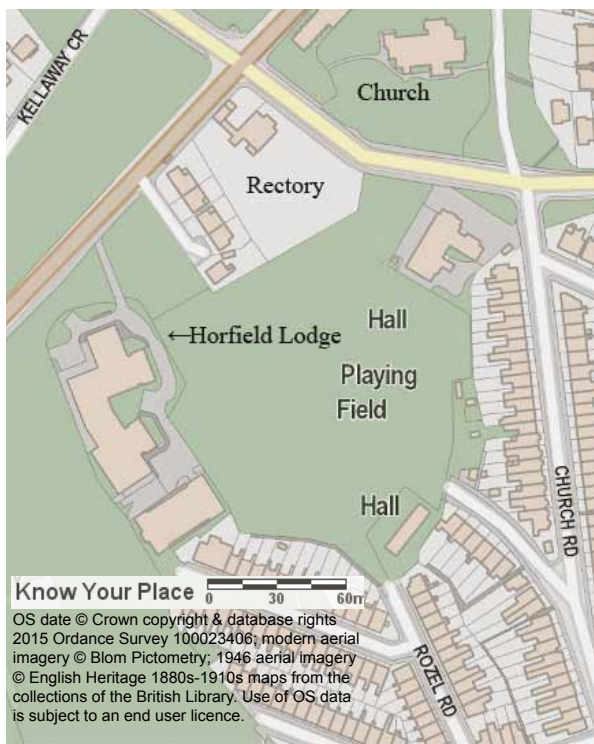 KELLAWAY CR
Church
Rectory
←Horfield Lodge
Hall
Playing
Field
Hall
CHURCH RD
ROZEL RD
Know Your Place
0 30 60m
OS date © Crown copyright & database rights
2015 Ordance Survey 100023406; modern aerial
imagery © Blom Pictometry; 1946 aerial imagery
© English Heritage 1880s-1910s maps from the
collections of the British Library. Use of OS data
is subject to an end user licence.